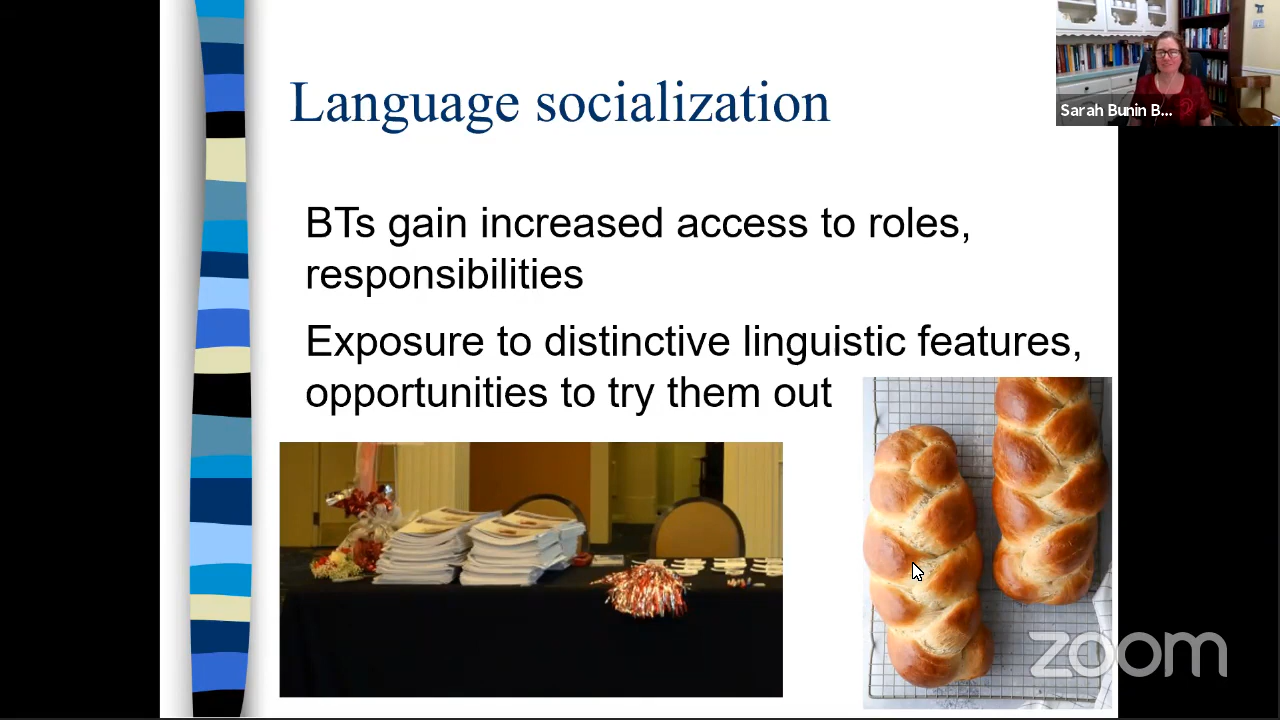 Language socialization
Sarah Bunin B...
BTs gain increased access to roles,
responsibilities
Exposure to distinctive linguistic features,
opportunities to try them out
zoom